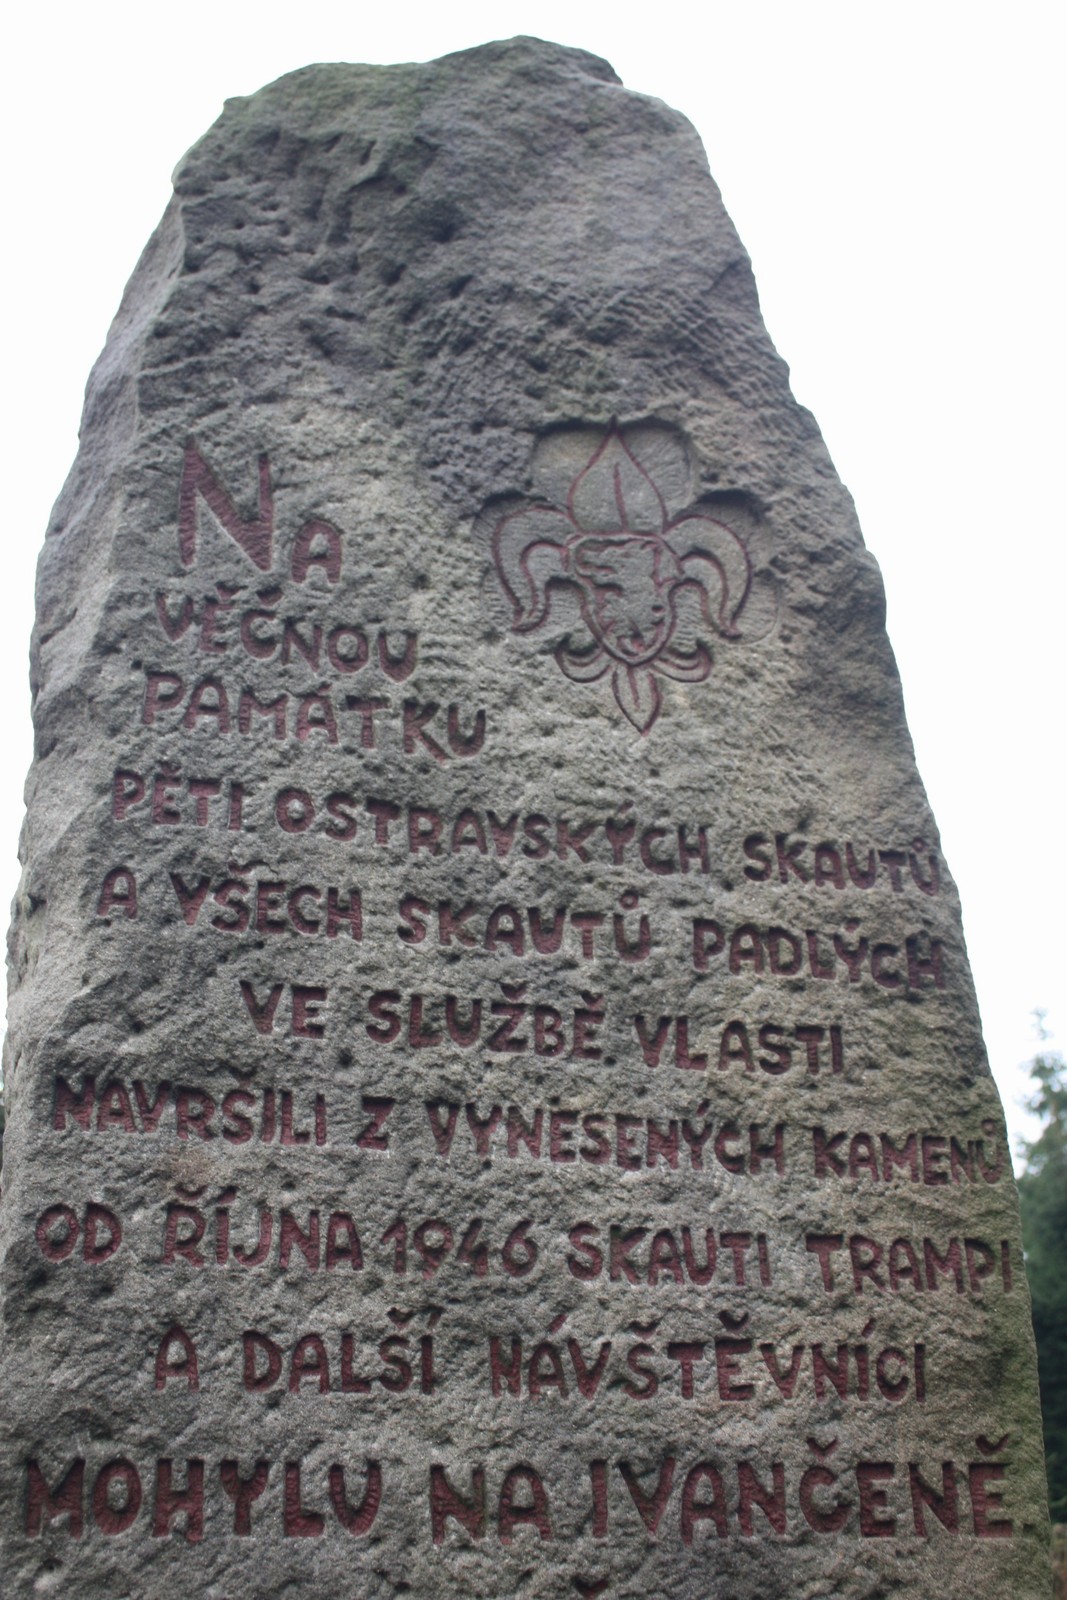 NA
VĚČNOU
PAMÁTKU
PĚTI OSTRAVSKÝCH SKAUTŮ
A VŠECH SKAUTŮ PADLÝCH
VE SLUŽBĚ VLASTI
NAVRŠILI Z VYNESENÝCH KAMENŮ
OD ŘÍJNA 1946 SKAUTI TRAMPI
A DALŠÍ NÁVŠTĚVNÍCI
MOHYLU NA IVANČENĚ